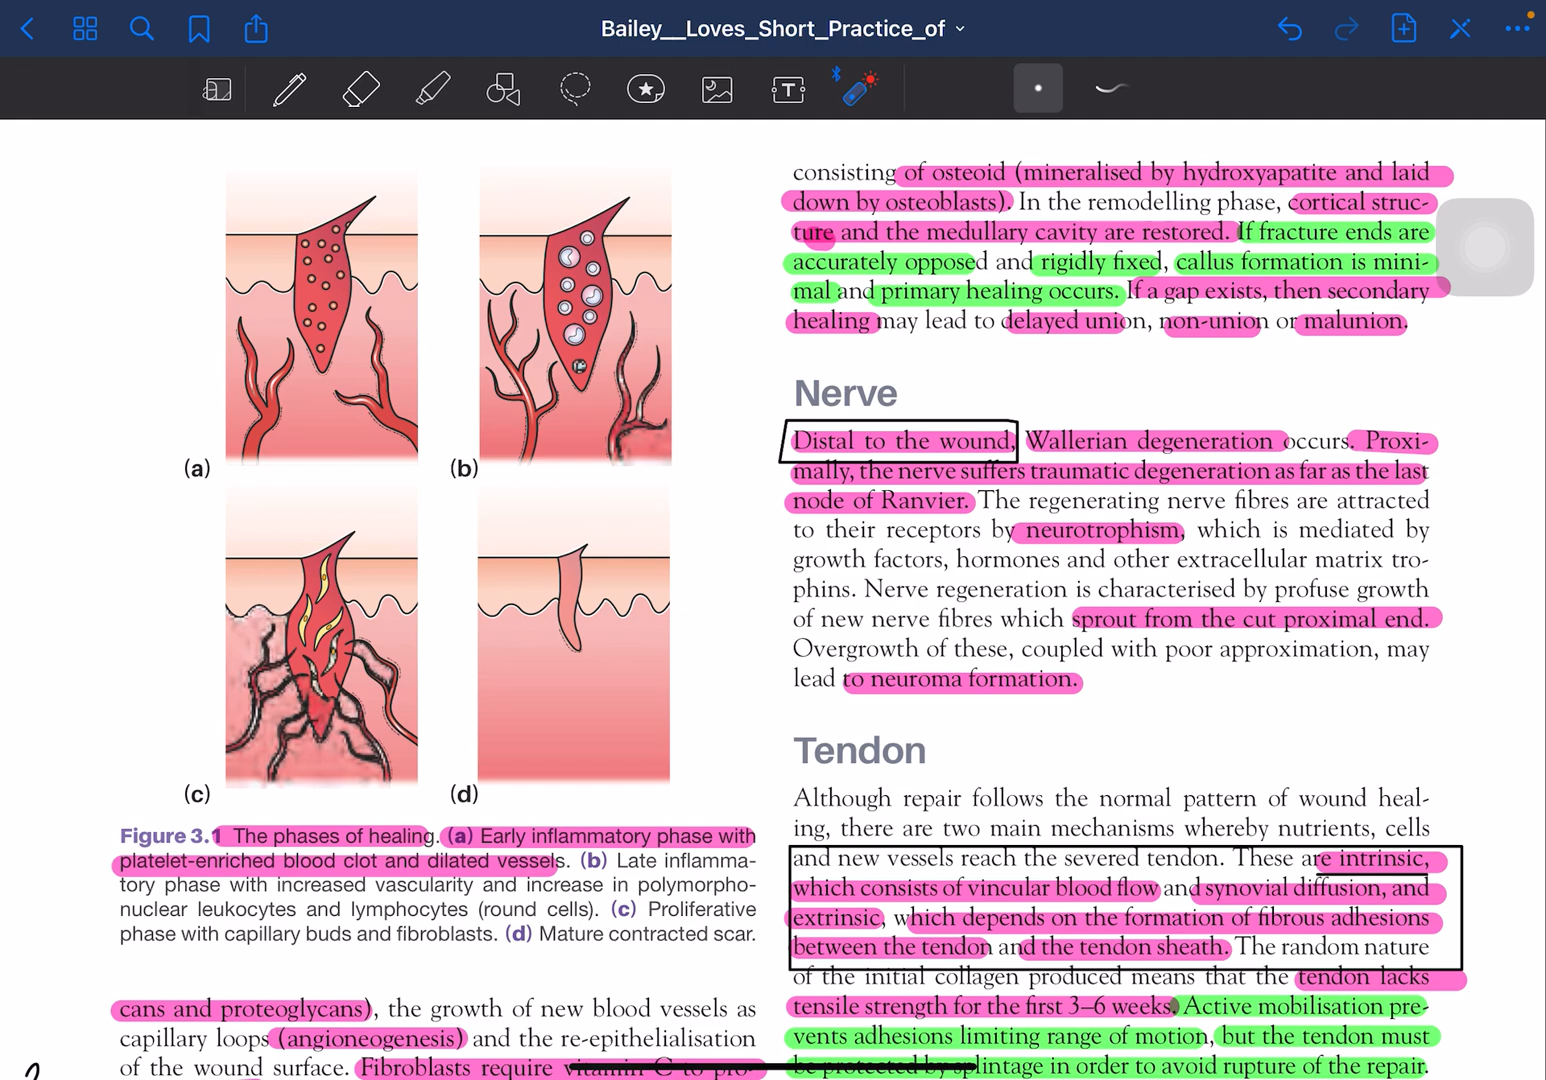 Bailey__Loves_Short_Practice_of
T
(a)
(b)
(c)
(d)
Figure 3.1 The phases of healing. (a) Early inflammatory phase with
platelet-enriched blood clot and dilated vessels. (b) Late inflamma-
tory phase with increased vascularity and increase in polymorpho-
nuclear leukocytes and lymphocytes (round cells). (c) Proliferative
phase with capillary buds and fibroblasts. (d) Mature contracted scar.
cans and proteoglycans), the growth of new blood vessels as
capillary loops (angioneogenesis) and the re-epithelialisation
of the wound surface. Fibroblasts require vitamin C to pro-
consisting of osteoid (mineralised by hydroxyapatite and laid
down by osteoblasts). In the remodelling phase, cortical struc-
ture and the medullary cavity are restored. If fracture ends are
accurately opposed and rigidly fixed, callus formation is mini-
mal and primary healing occurs. If a gap exists, then secondary
healing may lead to delayed union, non-union or malunion.
Nerve
Distal to the wound, Wallerian degeneration occurs. Proxi-
mally, the nerve suffers traumatic degeneration as far as the last
node of Ranvier. The regenerating nerve fibres are attracted
to their receptors by neurotrophism, which is mediated by
growth factors, hormones and other extracellular matrix tro-
phins. Nerve regeneration is characterised by profuse growth
of new nerve fibres which sprout from the cut proximal end.
Overgrowth of these, coupled with poor approximation, may
lead to neuroma formation.
Tendon
Although repair follows the normal pattern of wound heal-
ing, there are two main mechanisms whereby nutrients, cells
and new vessels reach the severed tendon. These are intrinsic,
which consists of vincular blood flow and synovial diffusion, and
extrinsic, which depends on the formation of fibrous adhesions
between the tendon and the tendon sheath. The random nature
of the initial collagen produced means that the tendon lacks
tensile strength for the first 3–6 weeks. Active mobilisation pre-
vents adhesions limiting range of motion, but the tendon must
be protected by splintage in order to avoid rupture of the repair.